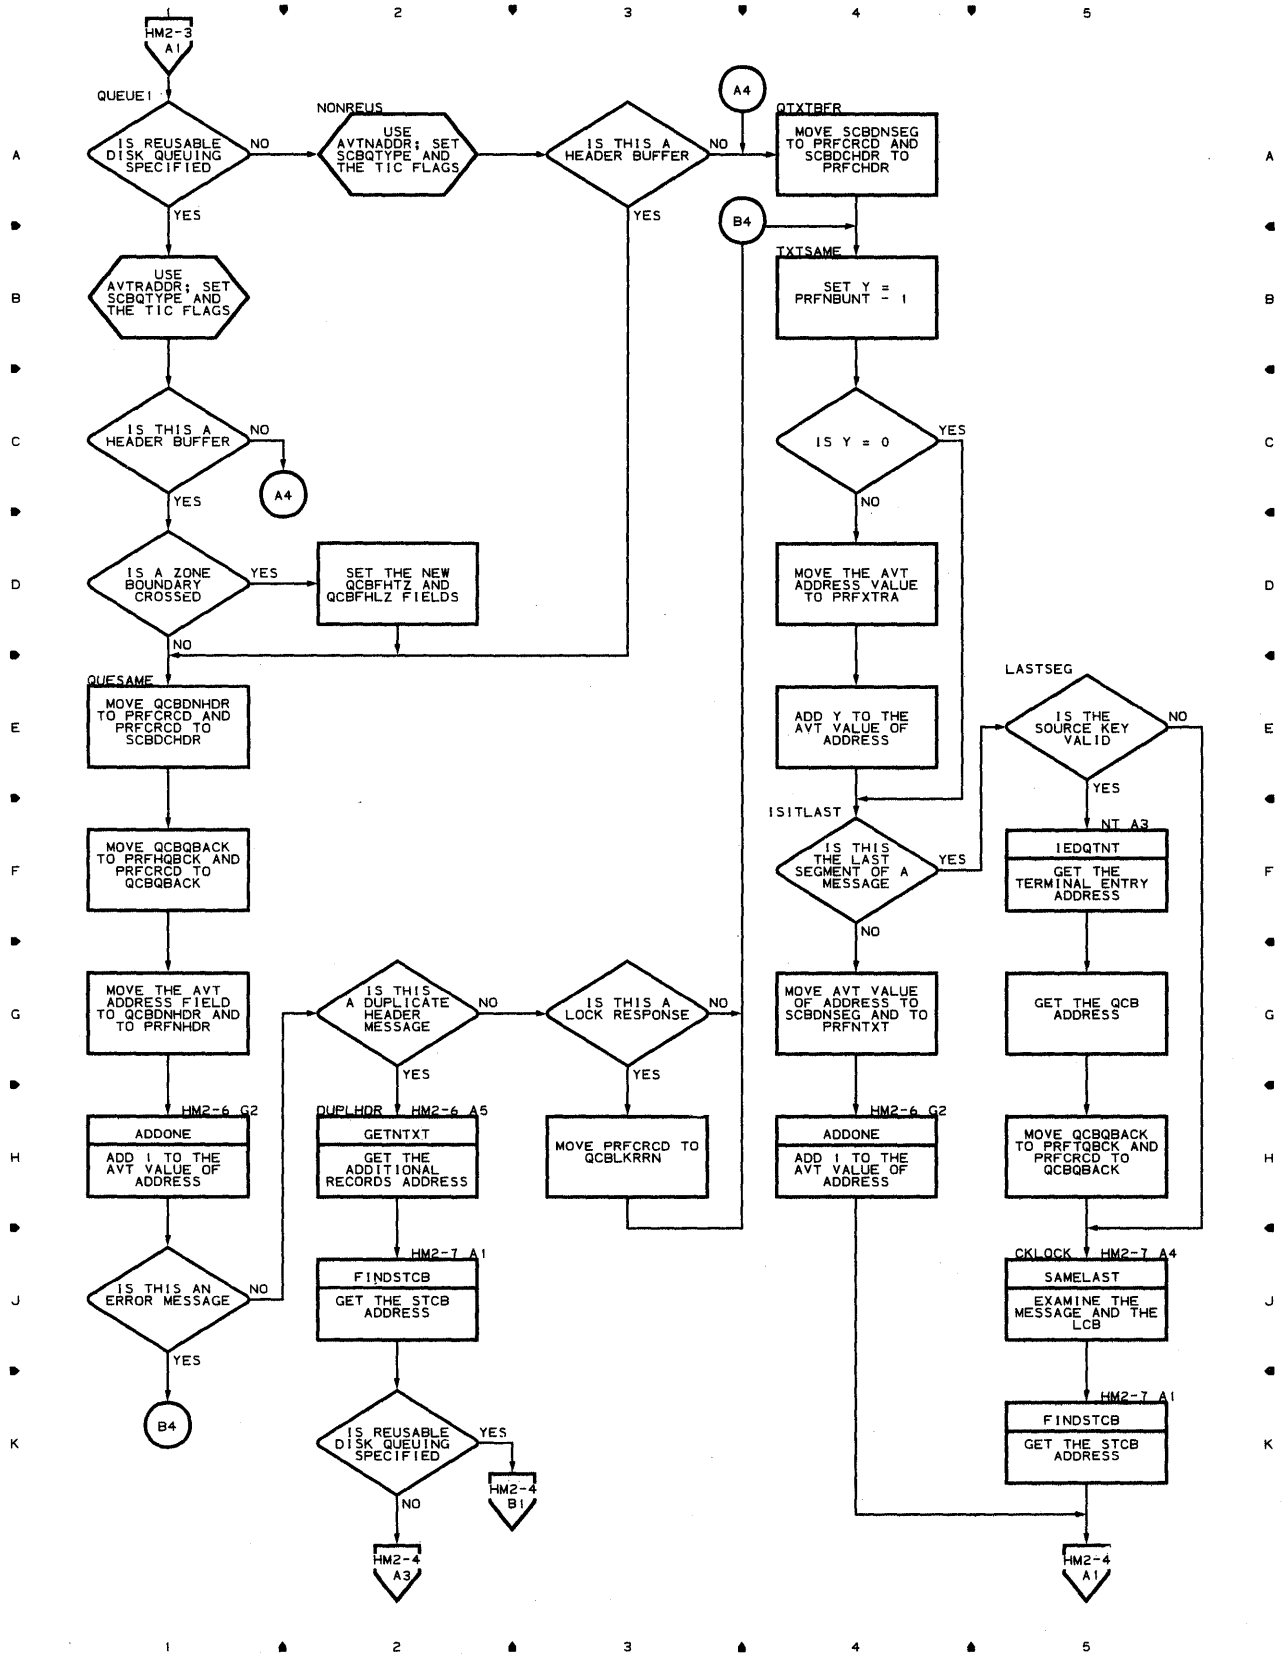 1 2 3 4 5
HM2-3
A1
QUEUE1
IS REUSABLE
DISK QUEUING
SPECIFIED
NO
YES
NONREUS
USE
AVTNADDR; SET
SCBQTYPE AND
THE TIC FLAGS
IS THIS A
HEADER BUFFER
NO
YES
A4
QTXTBFR
MOVE SCBDNSEG
TO PRFCRCD AND
SCBDCHDR TO
PRFCHDR
A
A
B4
USE
AVTRADDR; SET
SCBQTYPE AND
THE TIC FLAGS
TXTSAME
SET Y =
PRFNBUNT - 1
B
B
IS THIS A
HEADER BUFFER
NO
YES
A4
IS Y = 0
YES
NO
C
C
IS A ZONE
BOUNDARY
CROSSED
YES
NO
SET THE NEW
QCBFHTZ AND
QCBFHLZ FIELDS
MOVE THE AVT
ADDRESS VALUE
TO PRFXTRA
D
D
QUESAME
MOVE QCBDNHDR
TO PRFCRCD AND
PRFCRCD TO
SCBDCHDR
ADD Y TO THE
AVT VALUE OF
ADDRESS
LASTSEG
IS THE
SOURCE KEY
VALID
NO
YES
E
E
MOVE QCBQBACK
TO PRFHQBCK AND
PRFCRCD TO
QCBQBACK
ISITLAST
IS THIS
THE LAST
SEGMENT OF A
MESSAGE
YES
NO
NT A3
IEDQTNT
GET THE
TERMINAL ENTRY
ADDRESS
F
F
MOVE THE AVT
ADDRESS FIELD
TO QCBDNHDR AND
TO PRFNHDR
IS THIS
A DUPLICATE
HEADER
MESSAGE
NO
YES
IS THIS A
LOCK RESPONSE
NO
YES
MOVE AVT VALUE
OF ADDRESS TO
SCBDNSEG AND TO
PRFNTXT
GET THE QCB
ADDRESS
G
G
HM2-6 G2
ADDONE
ADD 1 TO THE
AVT VALUE OF
ADDRESS
DUPLHDR HM2-6 A5
GETNTXT
GET THE
ADDITIONAL
RECORDS ADDRESS
MOVE PRFCRCD TO
QCBLKRRN
HM2-6 G2
ADDONE
ADD 1 TO THE
AVT VALUE OF
ADDRESS
MOVE QCBQBACK
TO PRFTQBCK AND
PRFCRCD TO
QCBQBACK
H
H
IS THIS AN
ERROR MESSAGE
NO
YES
HM2-7 A1
FINDSTCB
GET THE STCB
ADDRESS
CKLOCK HM2-7 A4
SAMELAST
EXAMINE THE
MESSAGE AND THE
LCB
J
J
B4
IS REUSABLE
DISK QUEUING
SPECIFIED
YES
NO
HM2-4
B1
HM2-7 A1
FINDSTCB
GET THE STCB
ADDRESS
K
K
HM2-4
A3
HM2-4
A1
1 2 3 4 5